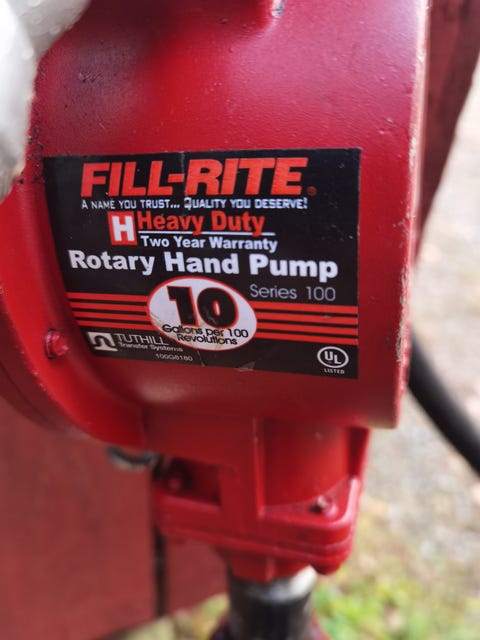 FILL-RITE®
A NAME YOU TRUST... QUALITY YOU DESERVE!
H Heavy Duty
Two Year Warranty
Rotary Hand Pump
Series 100
10
Gallons per 100
Revolutions
TUTHILL
Transfer Systems
100G8180
UL
LISTED